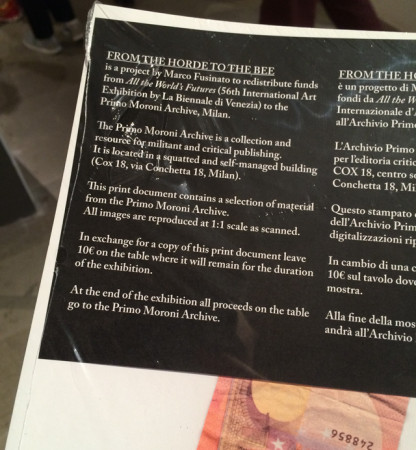 FROM THE HORDE TO THE BEE
is a project by Marco Fusinato to redistribute funds
from All the World's Futures (56th International Art
Exhibition by La Biennale di Venezia) to the
Primo Moroni Archive, Milan.
The Primo Moroni Archive is a collection and
resource for militant and critical publishing.
It is located in a squatted and self-managed building
(Cox 18, via Conchetta 18, Milan).
This print document contains a selection of material
from the Primo Moroni Archive.
All images are reproduced at 1:1 scale as scanned.
In exchange for a copy of this print document leave
10€ on the table where it will remain for the duration
of the exhibition.
At the end of the exhibition all proceeds on the table
go to the Primo Moroni Archive.
FROM THE HO
è un progetto di M
fondi da All the W
Internazionale d'
all'Archivio Prim
L'Archivio Primo
per l'editoria critic
COX 18, centro s
Conchetta 18, M
Questo stampato
dell'Archivio Prim
digitalizzazioni rip
In cambio di una c
10€ sul tavolo dov
mostra.
Alla fine della mos
andrà all'Archivio
248956